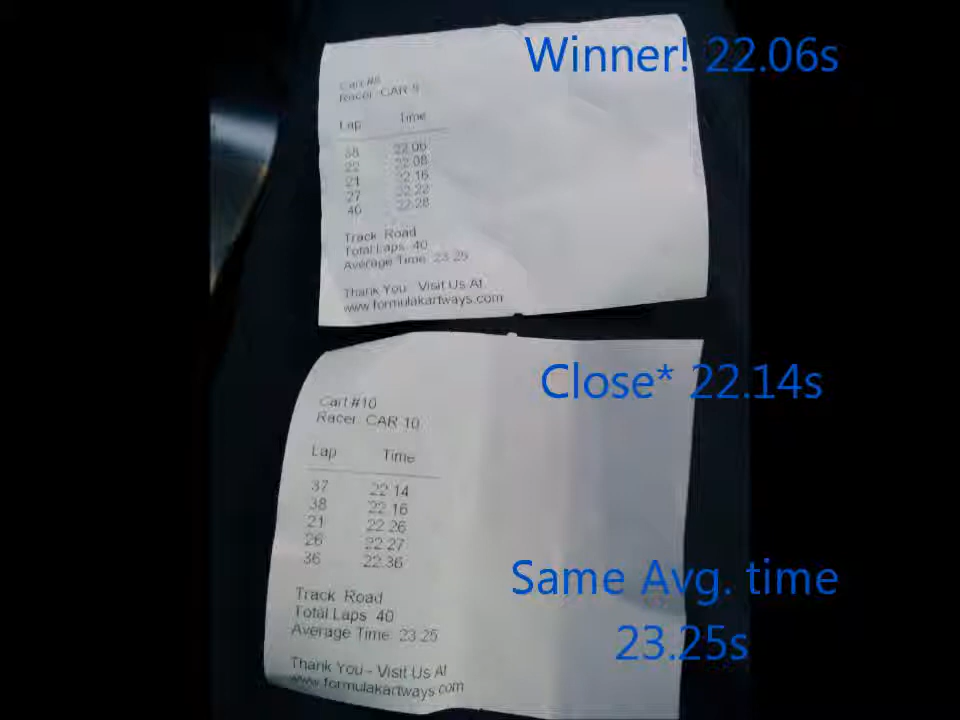 Winner! 22.06s
Cart #8
Racer CAR 8
Lap Time
38 22.06
22 22.08
21 22.16
27 22.22
40 22.28
Track Road
Total Laps 40
Average Time 23.25
Thank You - Visit Us At
www.formulakartways.com
Close* 22.14s
Cart #10
Racer CAR 10
Lap Time
37 22.14
38 22.16
21 22.26
26 22.27
36 22.36
Same Avg. time
Track Road
Total Laps 40
Average Time 23.25
23.25s
Thank You - Visit Us At
www.formulakartways.com